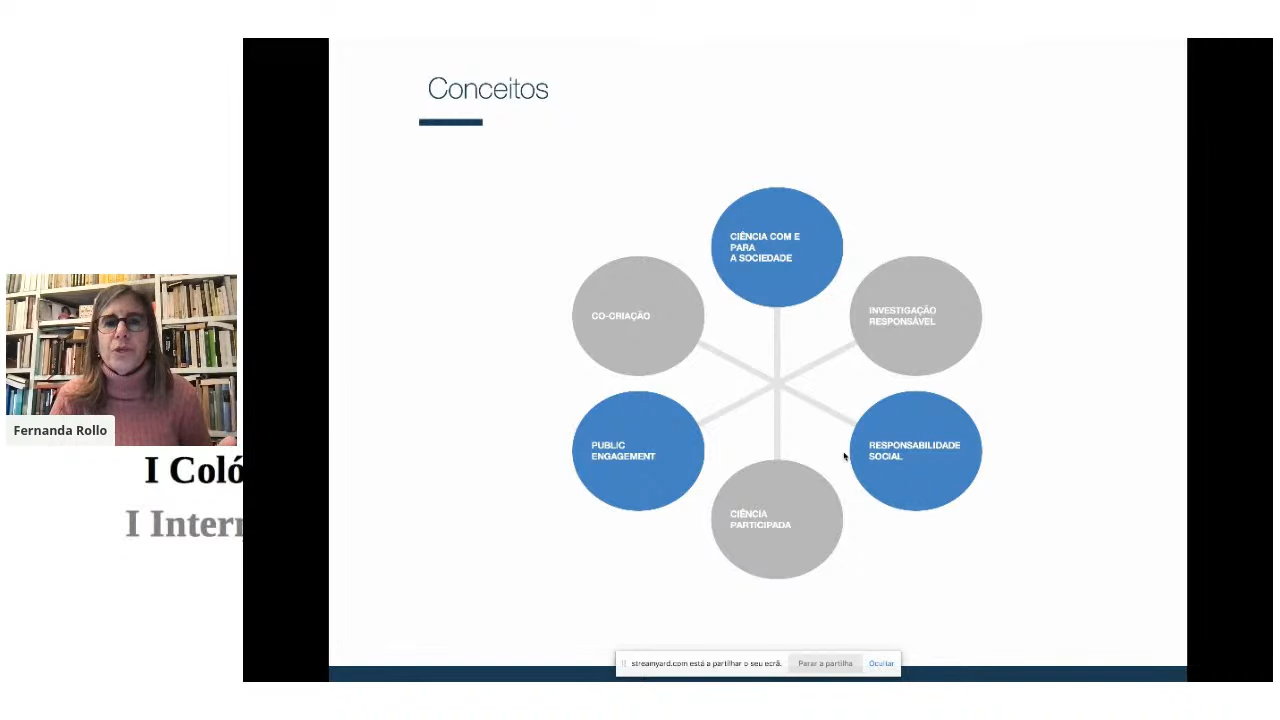 Conceitos
CIÊNCIA COM E
PARA
A SOCIEDADE
CO-CRIAÇÃO
INVESTIGAÇÃO
RESPONSÁVEL
PUBLIC
ENGAGEMENT
RESPONSABILIDADE
SOCIAL
CIÊNCIA
PARTICIPADA
Fernanda Rollo
I Coló
I Intern
streamyard.com está a partilhar o seu ecrã.
Parar a partilha
Ocultar